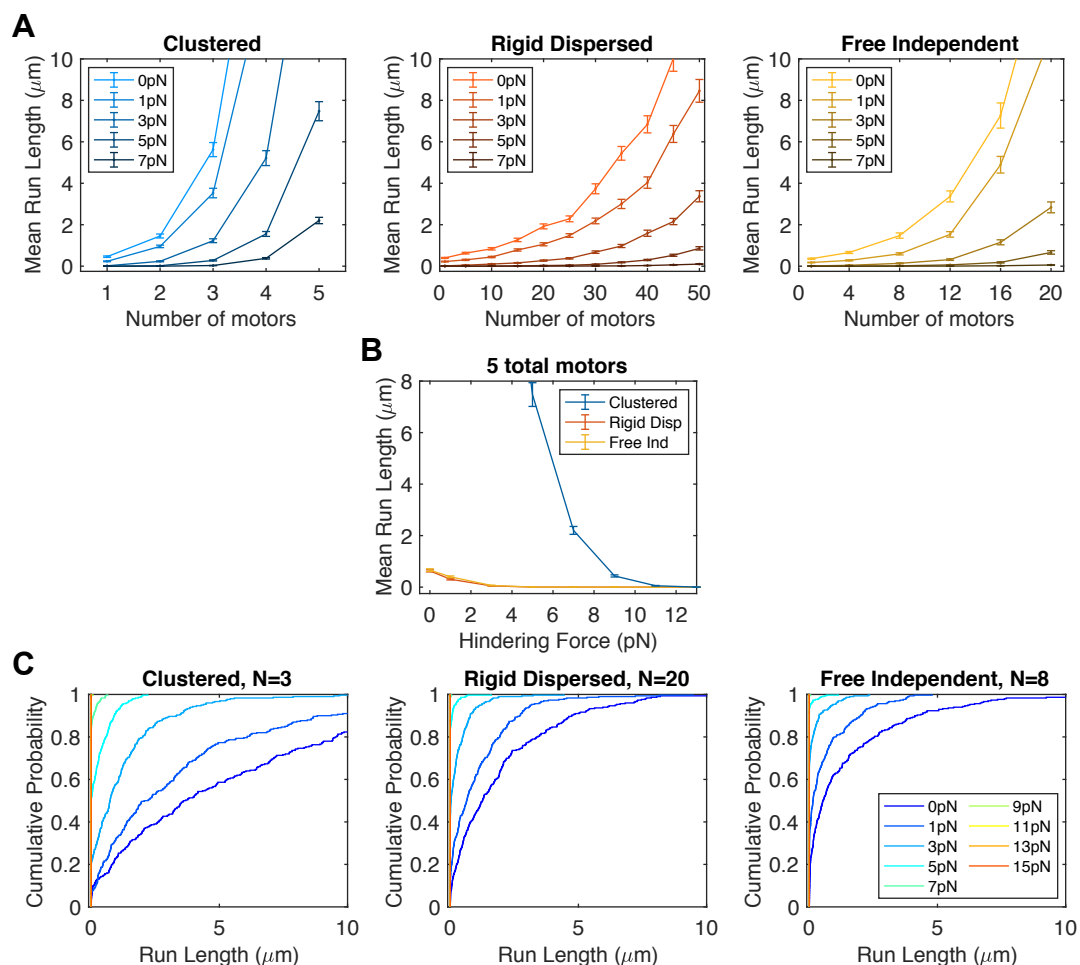 A
Clustered
Mean Run Length (μm)
10
8
6
4
2
0
0pN
1pN
3pN
5pN
7pN
1 2 3 4 5
Number of motors
Rigid Dispersed
Mean Run Length (μm)
10
8
6
4
2
0
0pN
1pN
3pN
5pN
7pN
0 10 20 30 40 50
Number of motors
Free Independent
Mean Run Length (μm)
10
8
6
4
2
0
0pN
1pN
3pN
5pN
7pN
0 4 8 12 16 20
Number of motors
B
5 total motors
Mean Run Length (μm)
8
6
4
2
0
Clustered
Rigid Disp
Free Ind
0 2 4 6 8 10 12
Hindering Force (pN)
C
Clustered, N=3
Cumulative Probability
1
0.8
0.6
0.4
0.2
0
0 5 10
Run Length (μm)
Rigid Dispersed, N=20
Cumulative Probability
1
0.8
0.6
0.4
0.2
0
0 5 10
Run Length (μm)
Free Independent, N=8
Cumulative Probability
1
0.8
0.6
0.4
0.2
0
0pN 9pN
1pN 11pN
3pN 13pN
5pN 15pN
7pN
0 5 10
Run Length (μm)